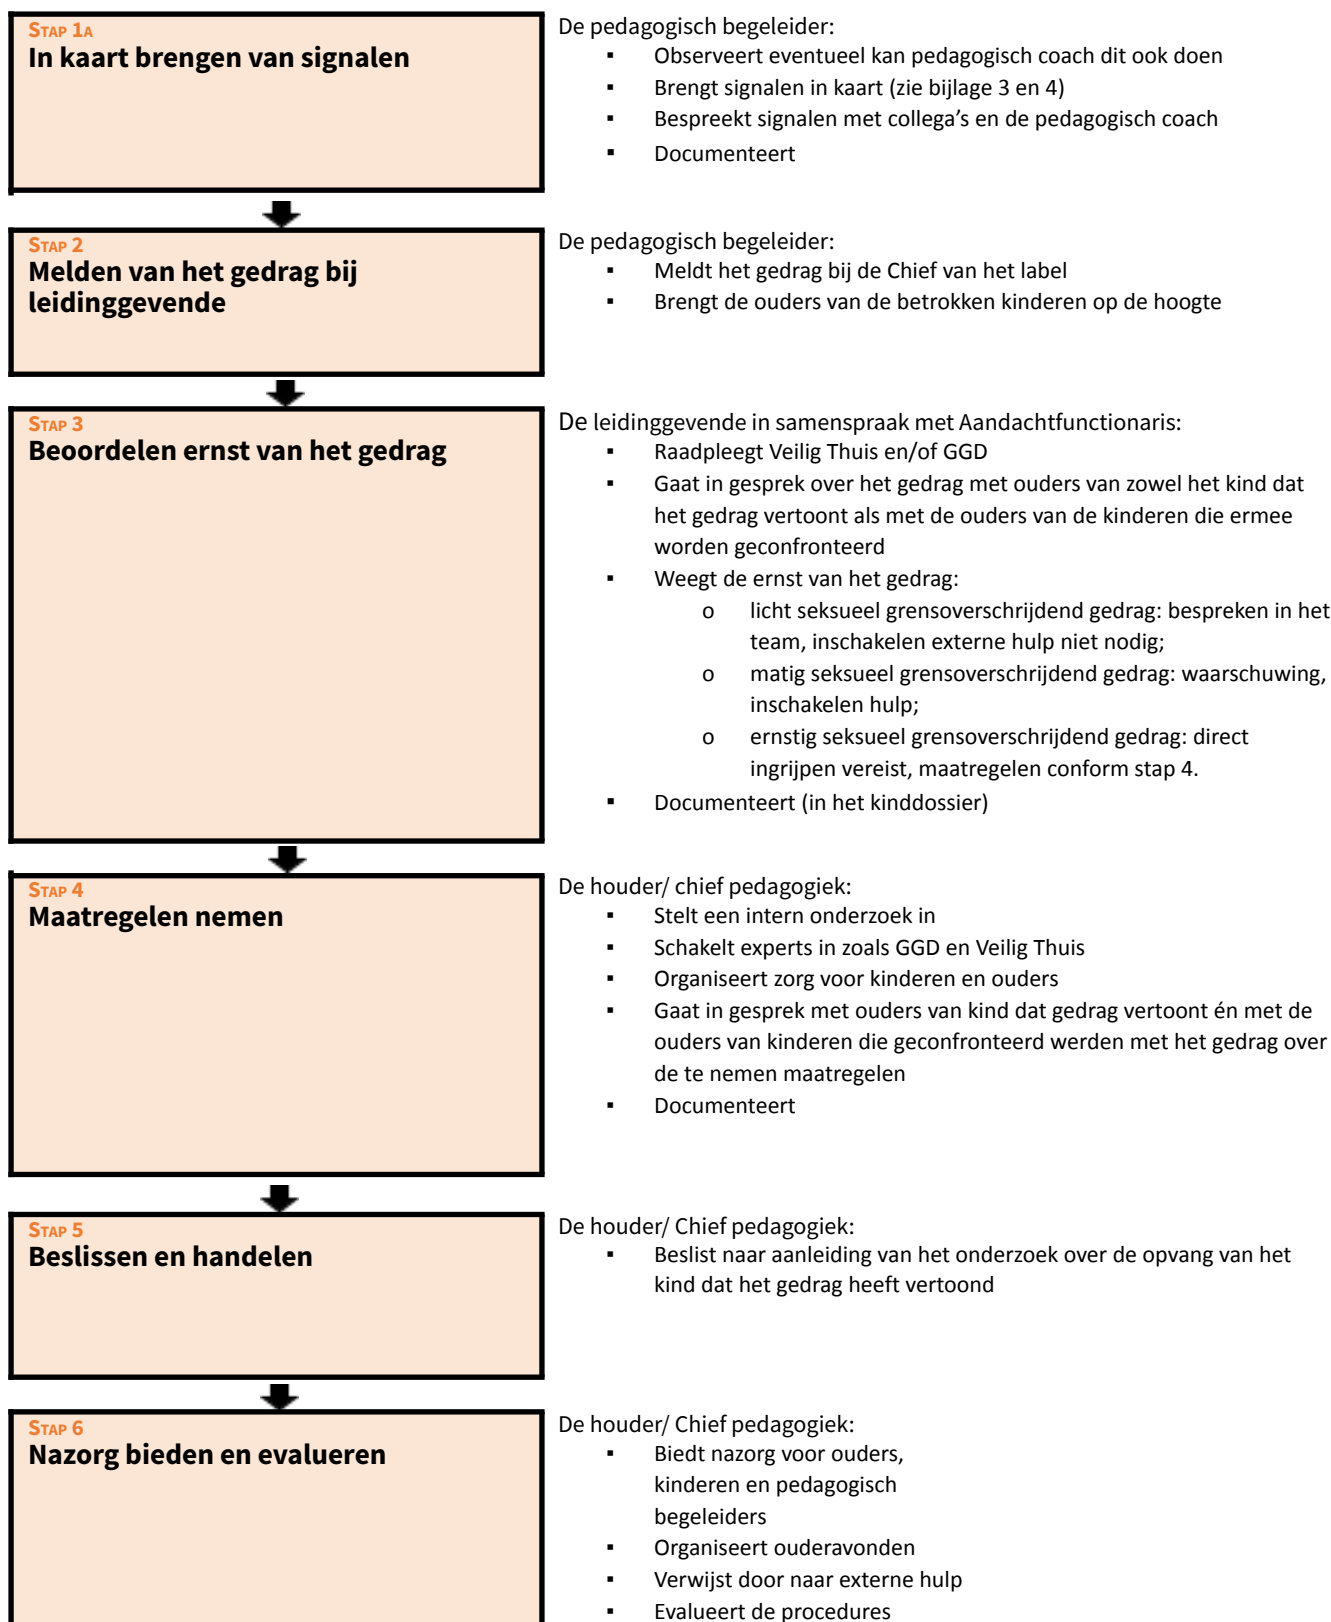 STAP 1A
In kaart brengen van signalen
De pedagogisch begeleider:
▪ Observeert eventueel kan pedagogisch coach dit ook doen
▪ Brengt signalen in kaart (zie bijlage 3 en 4)
▪ Bespreekt signalen met collega’s en de pedagogisch coach
▪ Documenteert
STAP 2
Melden van het gedrag bij
leidinggevende
De pedagogisch begeleider:
▪ Meldt het gedrag bij de Chief van het label
▪ Brengt de ouders van de betrokken kinderen op de hoogte
STAP 3
Beoordelen ernst van het gedrag
De leidinggevende in samenspraak met Aandachtfunctionaris:
▪ Raadpleegt Veilig Thuis en/of GGD
▪ Gaat in gesprek over het gedrag met ouders van zowel het kind dat
het gedrag vertoont als met de ouders van de kinderen die ermee
worden geconfronteerd
▪ Weegt de ernst van het gedrag:
o licht seksueel grensoverschrijdend gedrag: bespreken in het
team, inschakelen externe hulp niet nodig;
o matig seksueel grensoverschrijdend gedrag: waarschuwing,
inschakelen hulp;
o ernstig seksueel grensoverschrijdend gedrag: direct
ingrijpen vereist, maatregelen conform stap 4.
▪ Documenteert (in het kinddossier)
STAP 4
Maatregelen nemen
De houder/ chief pedagogiek:
▪ Stelt een intern onderzoek in
▪ Schakelt experts in zoals GGD en Veilig Thuis
▪ Organiseert zorg voor kinderen en ouders
▪ Gaat in gesprek met ouders van kind dat gedrag vertoont én met de
ouders van kinderen die geconfronteerd werden met het gedrag over
de te nemen maatregelen
▪ Documenteert
STAP 5
Beslissen en handelen
De houder/ Chief pedagogiek:
▪ Beslist naar aanleiding van het onderzoek over de opvang van het
kind dat het gedrag heeft vertoond
STAP 6
Nazorg bieden en evalueren
De houder/ Chief pedagogiek:
▪ Biedt nazorg voor ouders,
kinderen en pedagogisch
begeleiders
▪ Organiseert ouderavonden
▪ Verwijst door naar externe hulp
▪ Evalueert de procedures